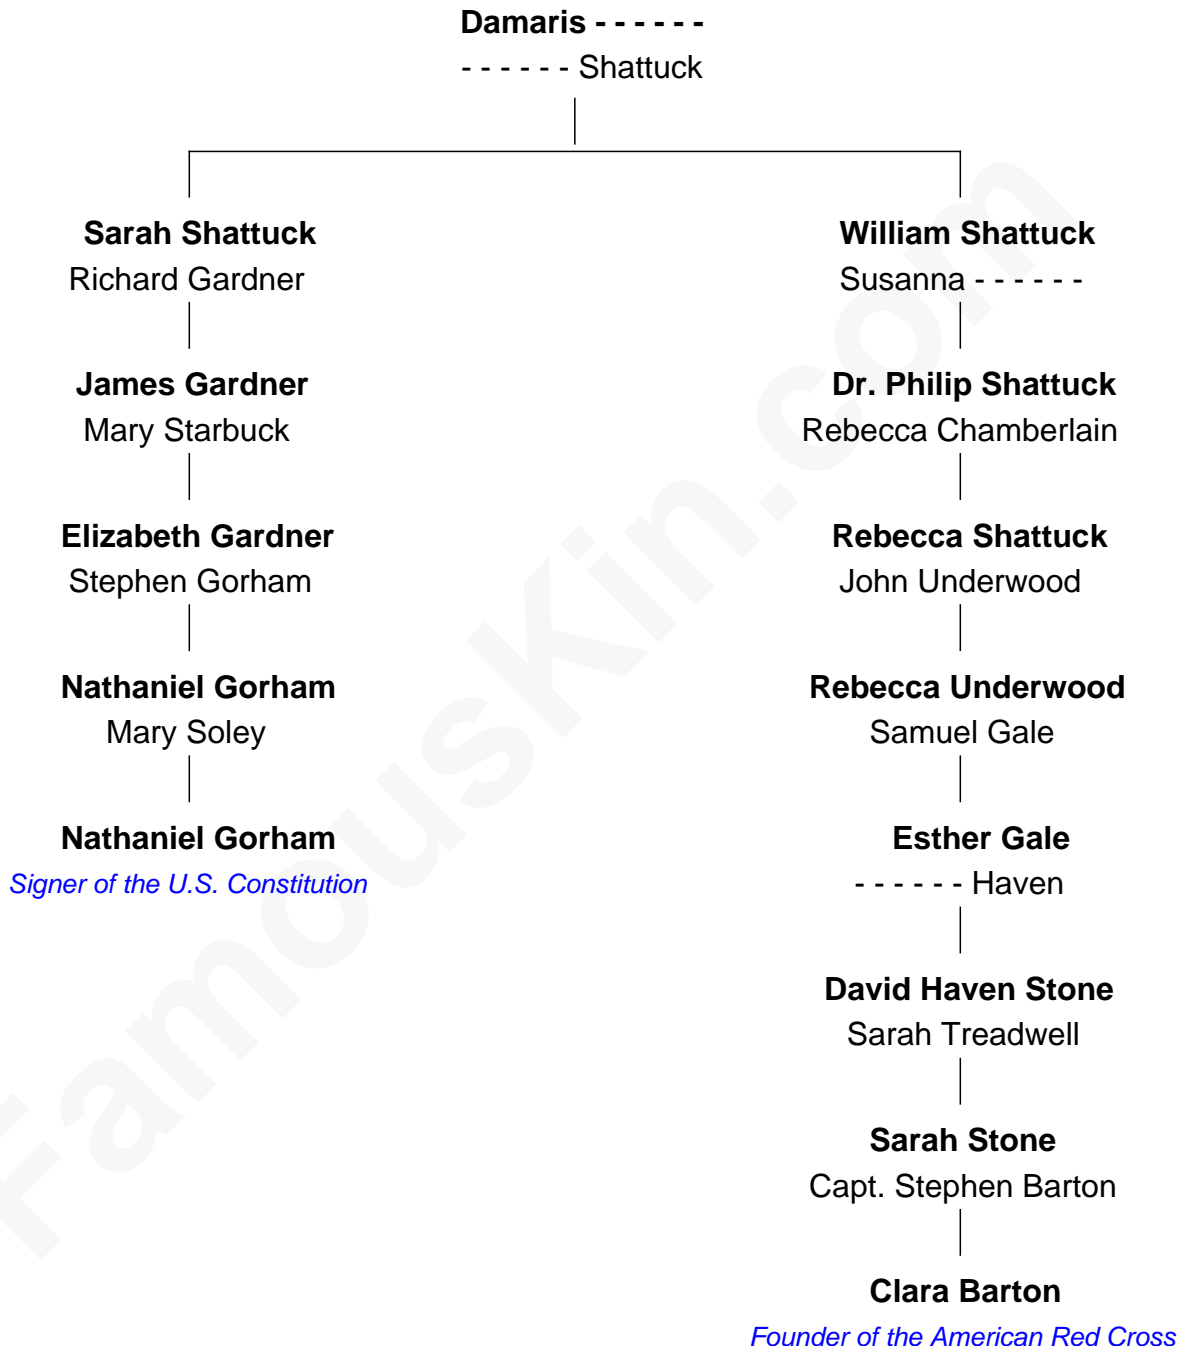 Damaris - - - - - -
- - - - - - Shattuck
Sarah Shattuck
Richard Gardner
James Gardner
Mary Starbuck
Elizabeth Gardner
Stephen Gorham
Nathaniel Gorham
Mary Soley
Nathaniel Gorham
Signer of the U.S. Constitution
William Shattuck
Susanna - - - - - -
Dr. Philip Shattuck
Rebecca Chamberlain
Rebecca Shattuck
John Underwood
Rebecca Underwood
Samuel Gale
Esther Gale
- - - - - - Haven
David Haven Stone
Sarah Treadwell
Sarah Stone
Capt. Stephen Barton
Clara Barton
Founder of the American Red Cross
FamousKin.com